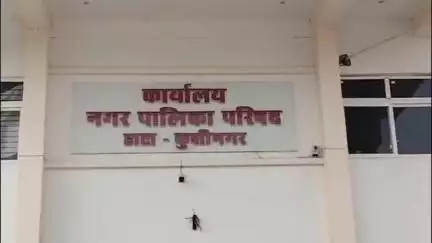 कार्यालय
नगर पालिका परिषद
हाटा - कुशीनगर